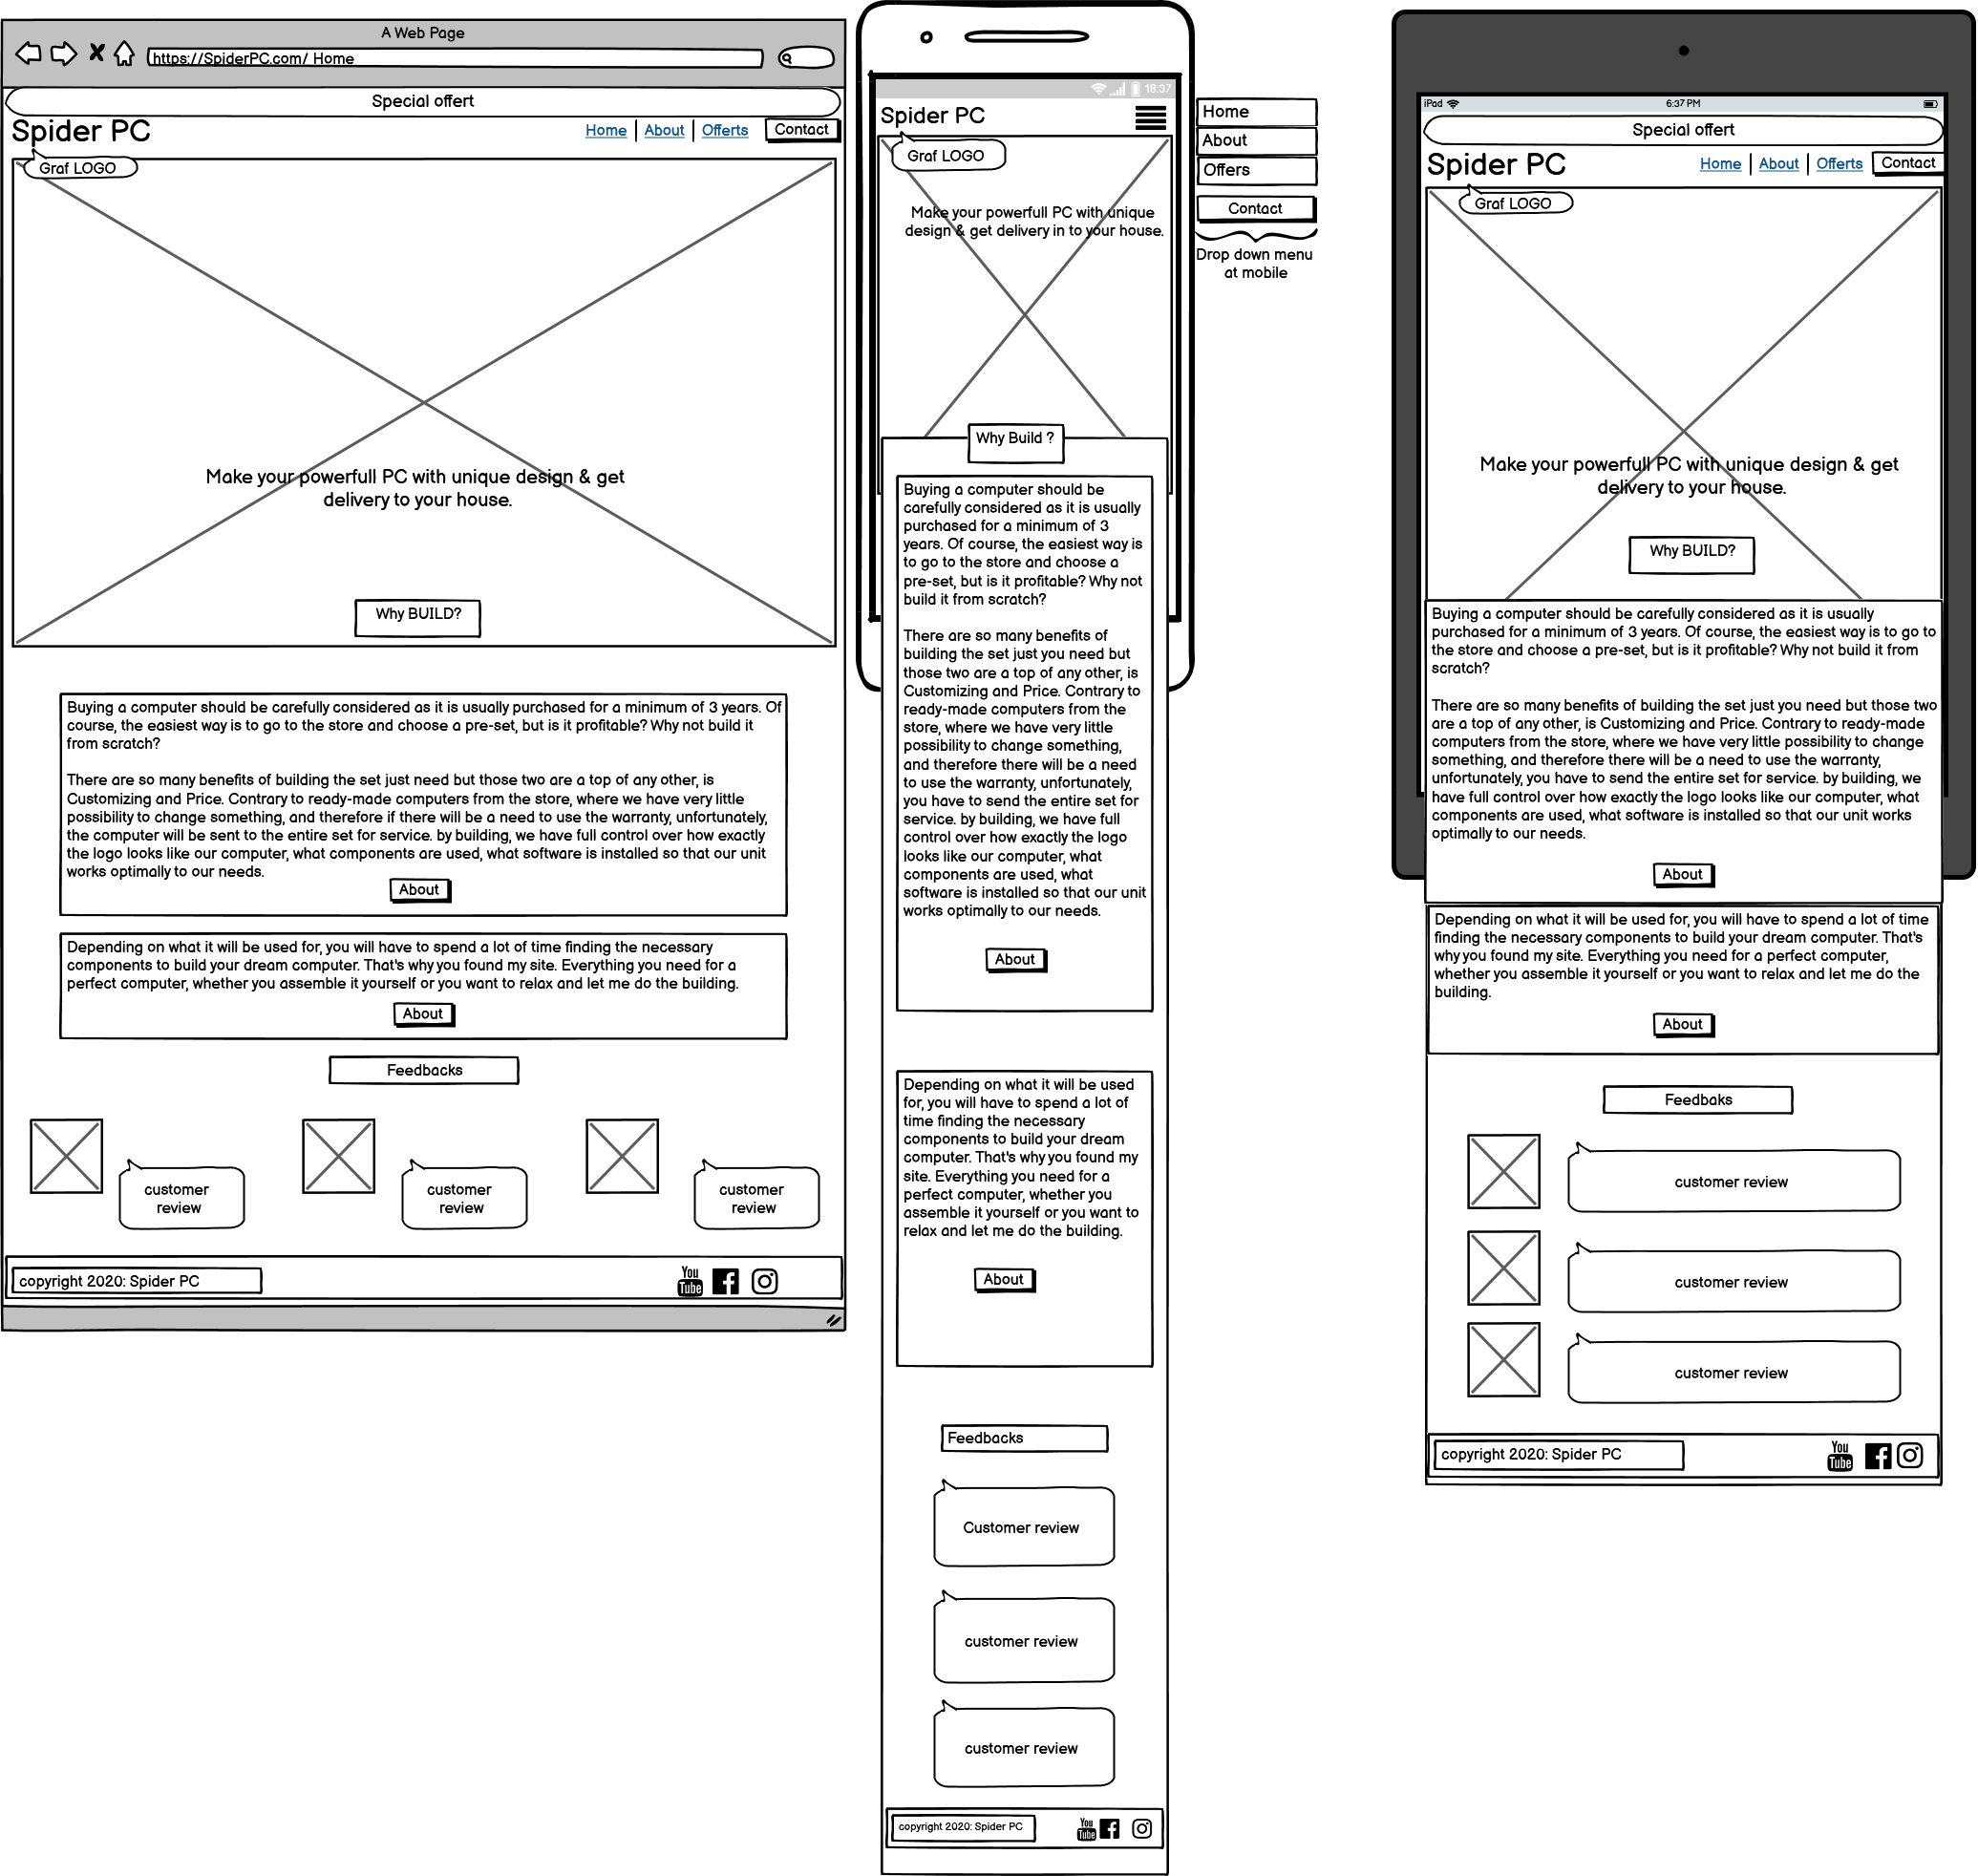 A Web Page
https://SpiderPC.com/ Home
Special offert
Spider PC
Home
About
Offerts
Contact
Graf LOGO
Make your powerfull PC with unique design & get
delivery to your house.
Why BUILD?
Buying a computer should be carefully considered as it is usually purchased for a minimum of 3 years. Of
course, the easiest way is to go to the store and choose a pre-set, but is it profitable? Why not build it
from scratch?
There are so many benefits of building the set just need but those two are a top of any other, is
Customizing and Price. Contrary to ready-made computers from the store, where we have very little
possibility to change something, and therefore if there will be a need to use the warranty, unfortunately,
the computer will be sent to the entire set for service. by building, we have full control over how exactly
the logo looks like our computer, what components are used, what software is installed so that our unit
works optimally to our needs.
About
Depending on what it will be used for, you will have to spend a lot of time finding the necessary
components to build your dream computer. That's why you found my site. Everything you need for a
perfect computer, whether you assemble it yourself or you want to relax and let me do the building.
About
Feedbacks
customer
review
customer
review
customer
review
copyright 2020: Spider PC
You
Tube
18:37
Spider PC
Graf LOGO
Make your powerfull PC with unique
design & get delivery in to your house.
Why Build ?
Buying a computer should be
carefully considered as it is usually
purchased for a minimum of 3
years. Of course, the easiest way is
to go to the store and choose a
pre-set, but is it profitable? Why not
build it from scratch?
There are so many benefits of
building the set just you need but
those two are a top of any other, is
Customizing and Price. Contrary to
ready-made computers from the
store, where we have very little
possibility to change something,
and therefore there will be a need
to use the warranty, unfortunately,
you have to send the entire set for
service. by building, we have full
control over how exactly the logo
looks like our computer, what
components are used, what
software is installed so that our unit
works optimally to our needs.
About
Depending on what it will be used
for, you will have to spend a lot of
time finding the necessary
components to build your dream
computer. That's why you found my
site. Everything you need for a
perfect computer, whether you
assemble it yourself or you want to
relax and let me do the building.
About
Feedbacks
Customer review
customer review
customer review
copyright 2020: Spider PC
You
Tube
Home
About
Offers
Contact
Drop down menu
at mobile
iPad
6:37 PM
Special offert
Spider PC
Home
About
Offerts
Contact
Graf LOGO
Make your powerfull PC with unique design & get
delivery to your house.
Why BUILD?
Buying a computer should be carefully considered as it is usually
purchased for a minimum of 3 years. Of course, the easiest way is to go to
the store and choose a pre-set, but is it profitable? Why not build it from
scratch?
There are so many benefits of building the set just you need but those two
are a top of any other, is Customizing and Price. Contrary to ready-made
computers from the store, where we have very little possibility to change
something, and therefore there will be a need to use the warranty,
unfortunately, you have to send the entire set for service. by building, we
have full control over how exactly the logo looks like our computer, what
components are used, what software is installed so that our unit works
optimally to our needs.
About
Depending on what it will be used for, you will have to spend a lot of time
finding the necessary components to build your dream computer. That's
why you found my site. Everything you need for a perfect computer,
whether you assemble it yourself or you want to relax and let me do the
building.
About
Feedbaks
customer review
customer review
customer review
copyright 2020: Spider PC
You
Tube